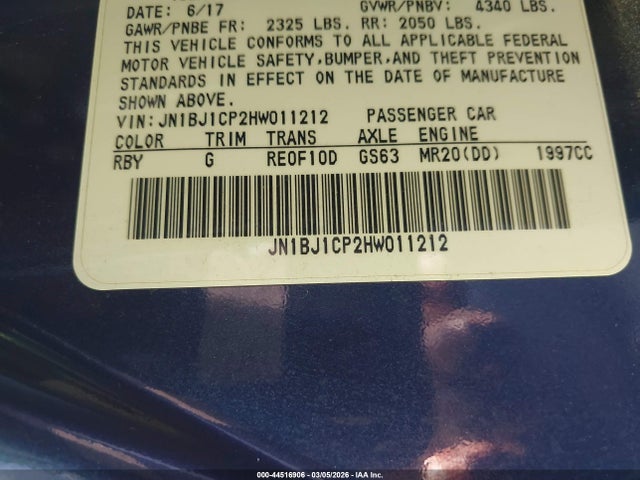 DATE: 6/17 GVWR/PNBV: 4340 LBS.
GAWR/PNBE FR: 2325 LBS. RR: 2050 LBS.
THIS VEHICLE CONFORMS TO ALL APPLICABLE FEDERAL
MOTOR VEHICLE SAFETY, BUMPER, AND THEFT PREVENTION
STANDARDS IN EFFECT ON THE DATE OF MANUFACTURE
SHOWN ABOVE.
VIN: JN1BJ1CP2HW011212 PASSENGER CAR
COLOR TRIM TRANS AXLE ENGINE
RBY G RE0F10D GS63 MR20(DD) 1997CC
JN1BJ1CP2HW011212
000-44516906 - 03/05/2026 - IAA Inc.